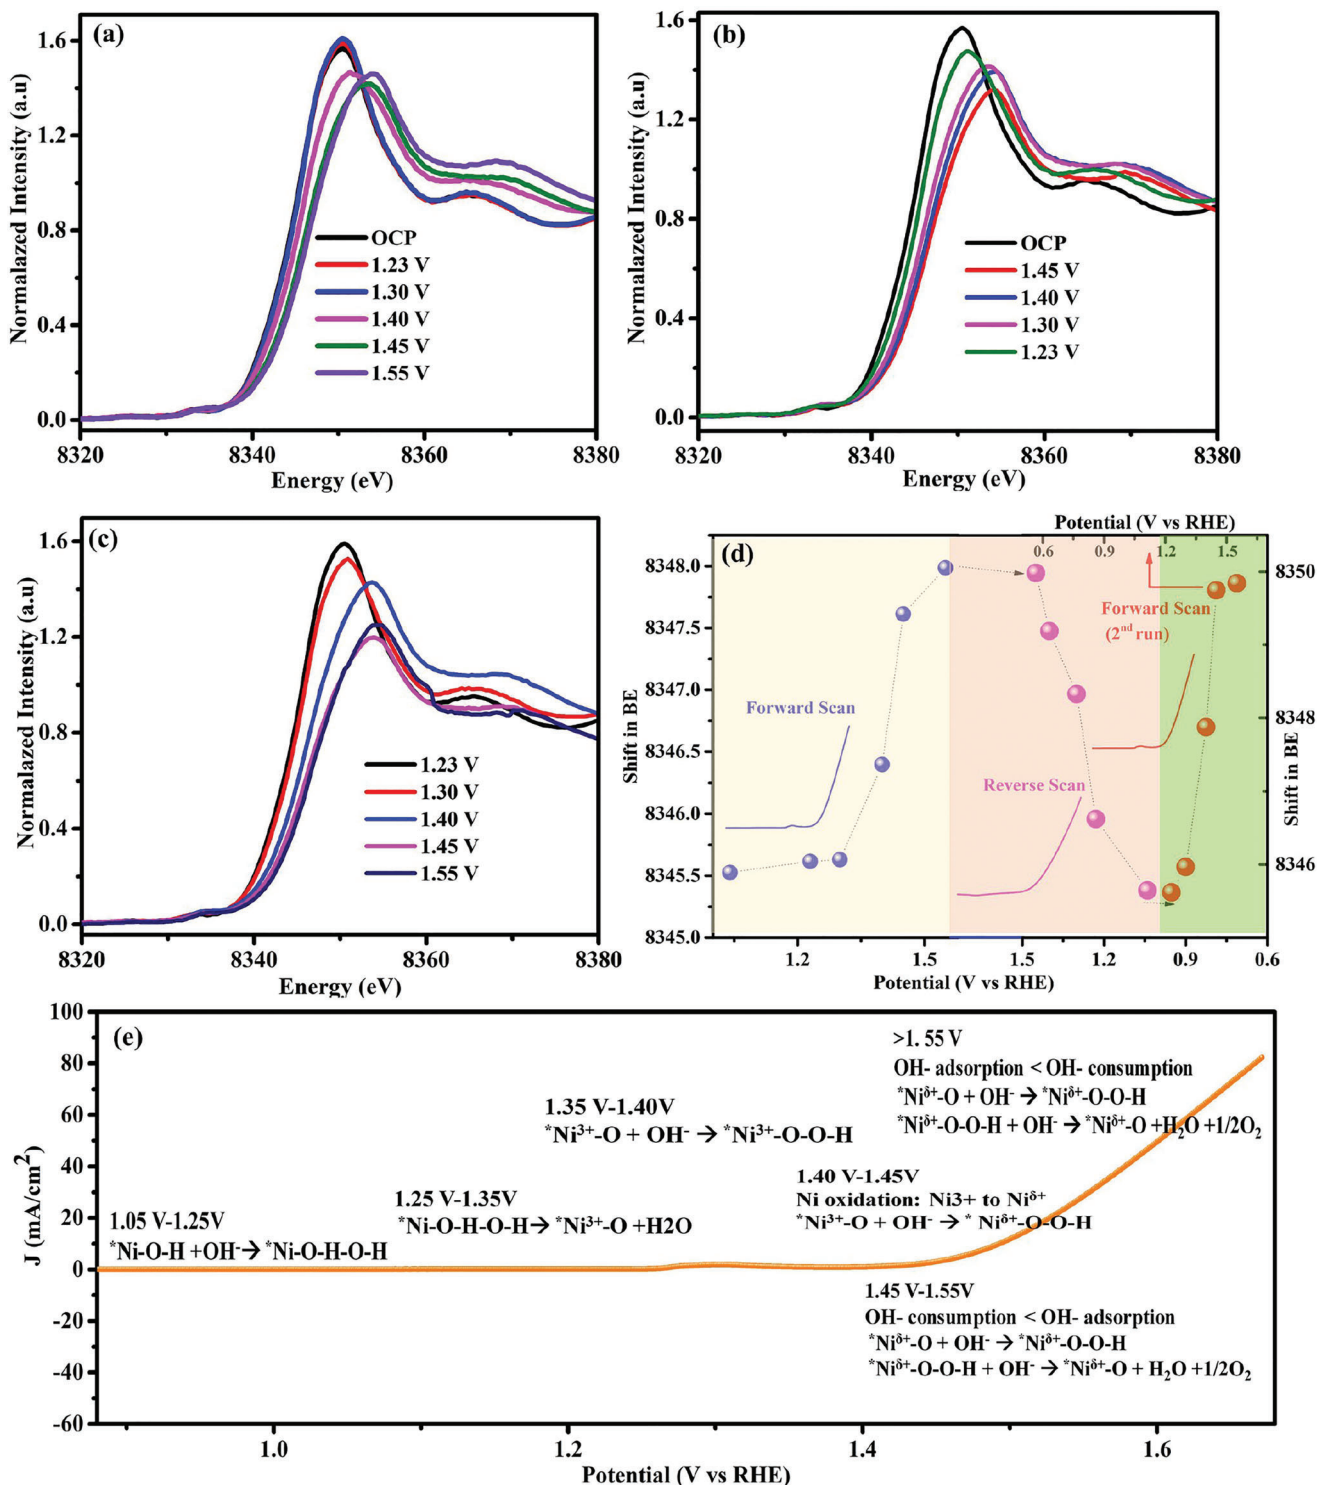 (a)
Normalazed Intensity (a.u)
1.6
1.2
0.8
0.4
0.0
OCP
1.23 V
1.30 V
1.40 V
1.45 V
1.55 V
8320
8340
8360
8380
Energy (eV)
(b)
Normalazed Intensity (a.u)
1.6
1.2
0.8
0.4
0.0
OCP
1.45 V
1.40 V
1.30 V
1.23 V
8320
8340
8360
8380
Energy (eV)
(c)
Normalazed Intensity (a.u)
1.6
1.2
0.8
0.4
0.0
1.23 V
1.30 V
1.40 V
1.45 V
1.55 V
8320
8340
8360
8380
Energy (eV)
(d)
Potential (V vs RHE)
0.6
0.9
1.2
1.5
Shift in BE
8348.0
8347.5
8347.0
8346.5
8346.0
8345.5
8345.0
Forward Scan
Reverse Scan
Forward Scan
(2nd run)
8350
8348
8346
Shift in BE
1.2
1.5
1.5
1.2
0.9
0.6
Potential (V vs RHE)
(e)
J (mA/cm2)
100
80
60
40
20
0
-20
-40
-60
>1. 55 V
OH- adsorption < OH- consumption
*Niδ+-O + OH- → *Niδ+-O-O-H
*Niδ+-O-O-H + OH- → *Niδ+-O +H2O +1/2O2
1.35 V-1.40V
*Ni3+-O + OH- → *Ni3+-O-O-H
1.40 V-1.45V
Ni oxidation: Ni3+ to Niδ+
*Ni3+-O + OH- → * Niδ+-O-O-H
1.25 V-1.35V
*Ni-O-H-O-H→ *Ni3+-O +H2O
1.05 V-1.25V
*Ni-O-H +OH-→ *Ni-O-H-O-H
1.45 V-1.55V
OH- consumption < OH- adsorption
*Niδ+-O + OH- → *Niδ+-O-O-H
*Niδ+-O-O-H + OH- → *Niδ+-O + H2O +1/2O2
1.0
1.2
1.4
1.6
Potential (V vs RHE)